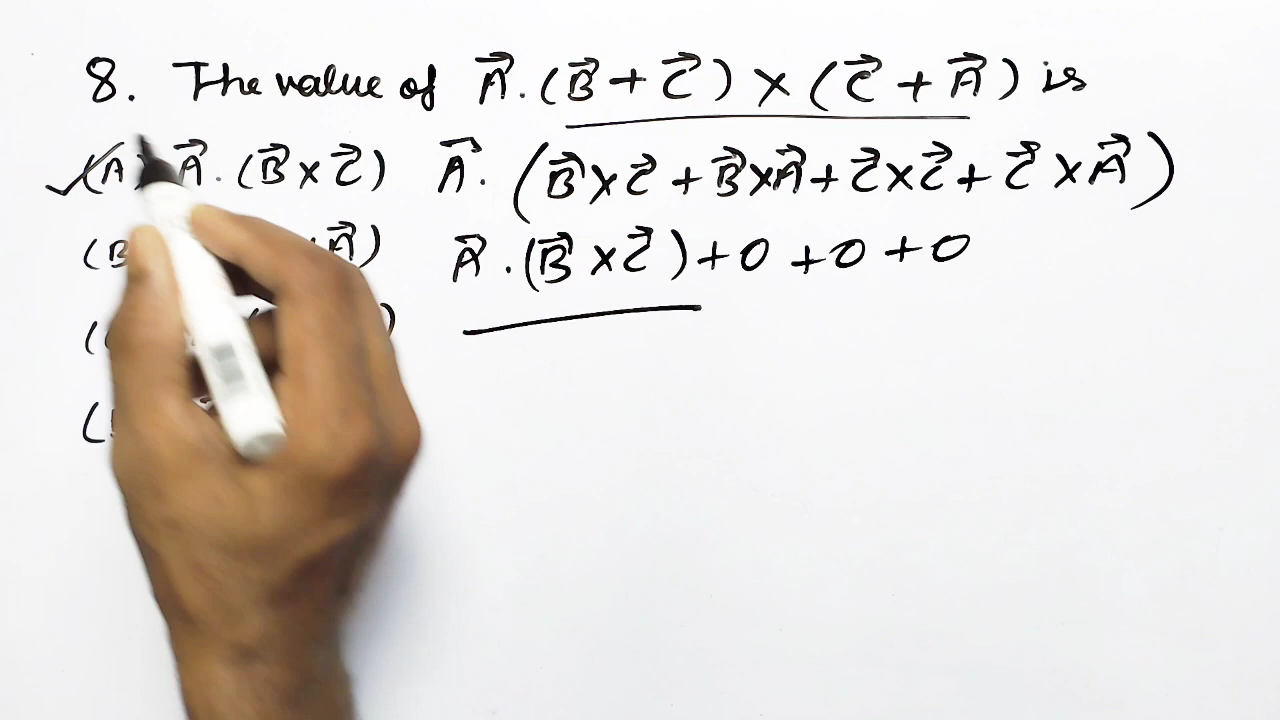 8. The value of A⃗.(B⃗ + C⃗) × (C⃗ + A⃗) is
(A) A⃗.(B⃗ × C⃗) A⃗.(B⃗×C⃗ + B⃗×A⃗ + C⃗×C⃗ + C⃗×A⃗)
(B A⃗) A⃗.(B⃗ × C⃗) + 0 + 0 + 0
( )
(